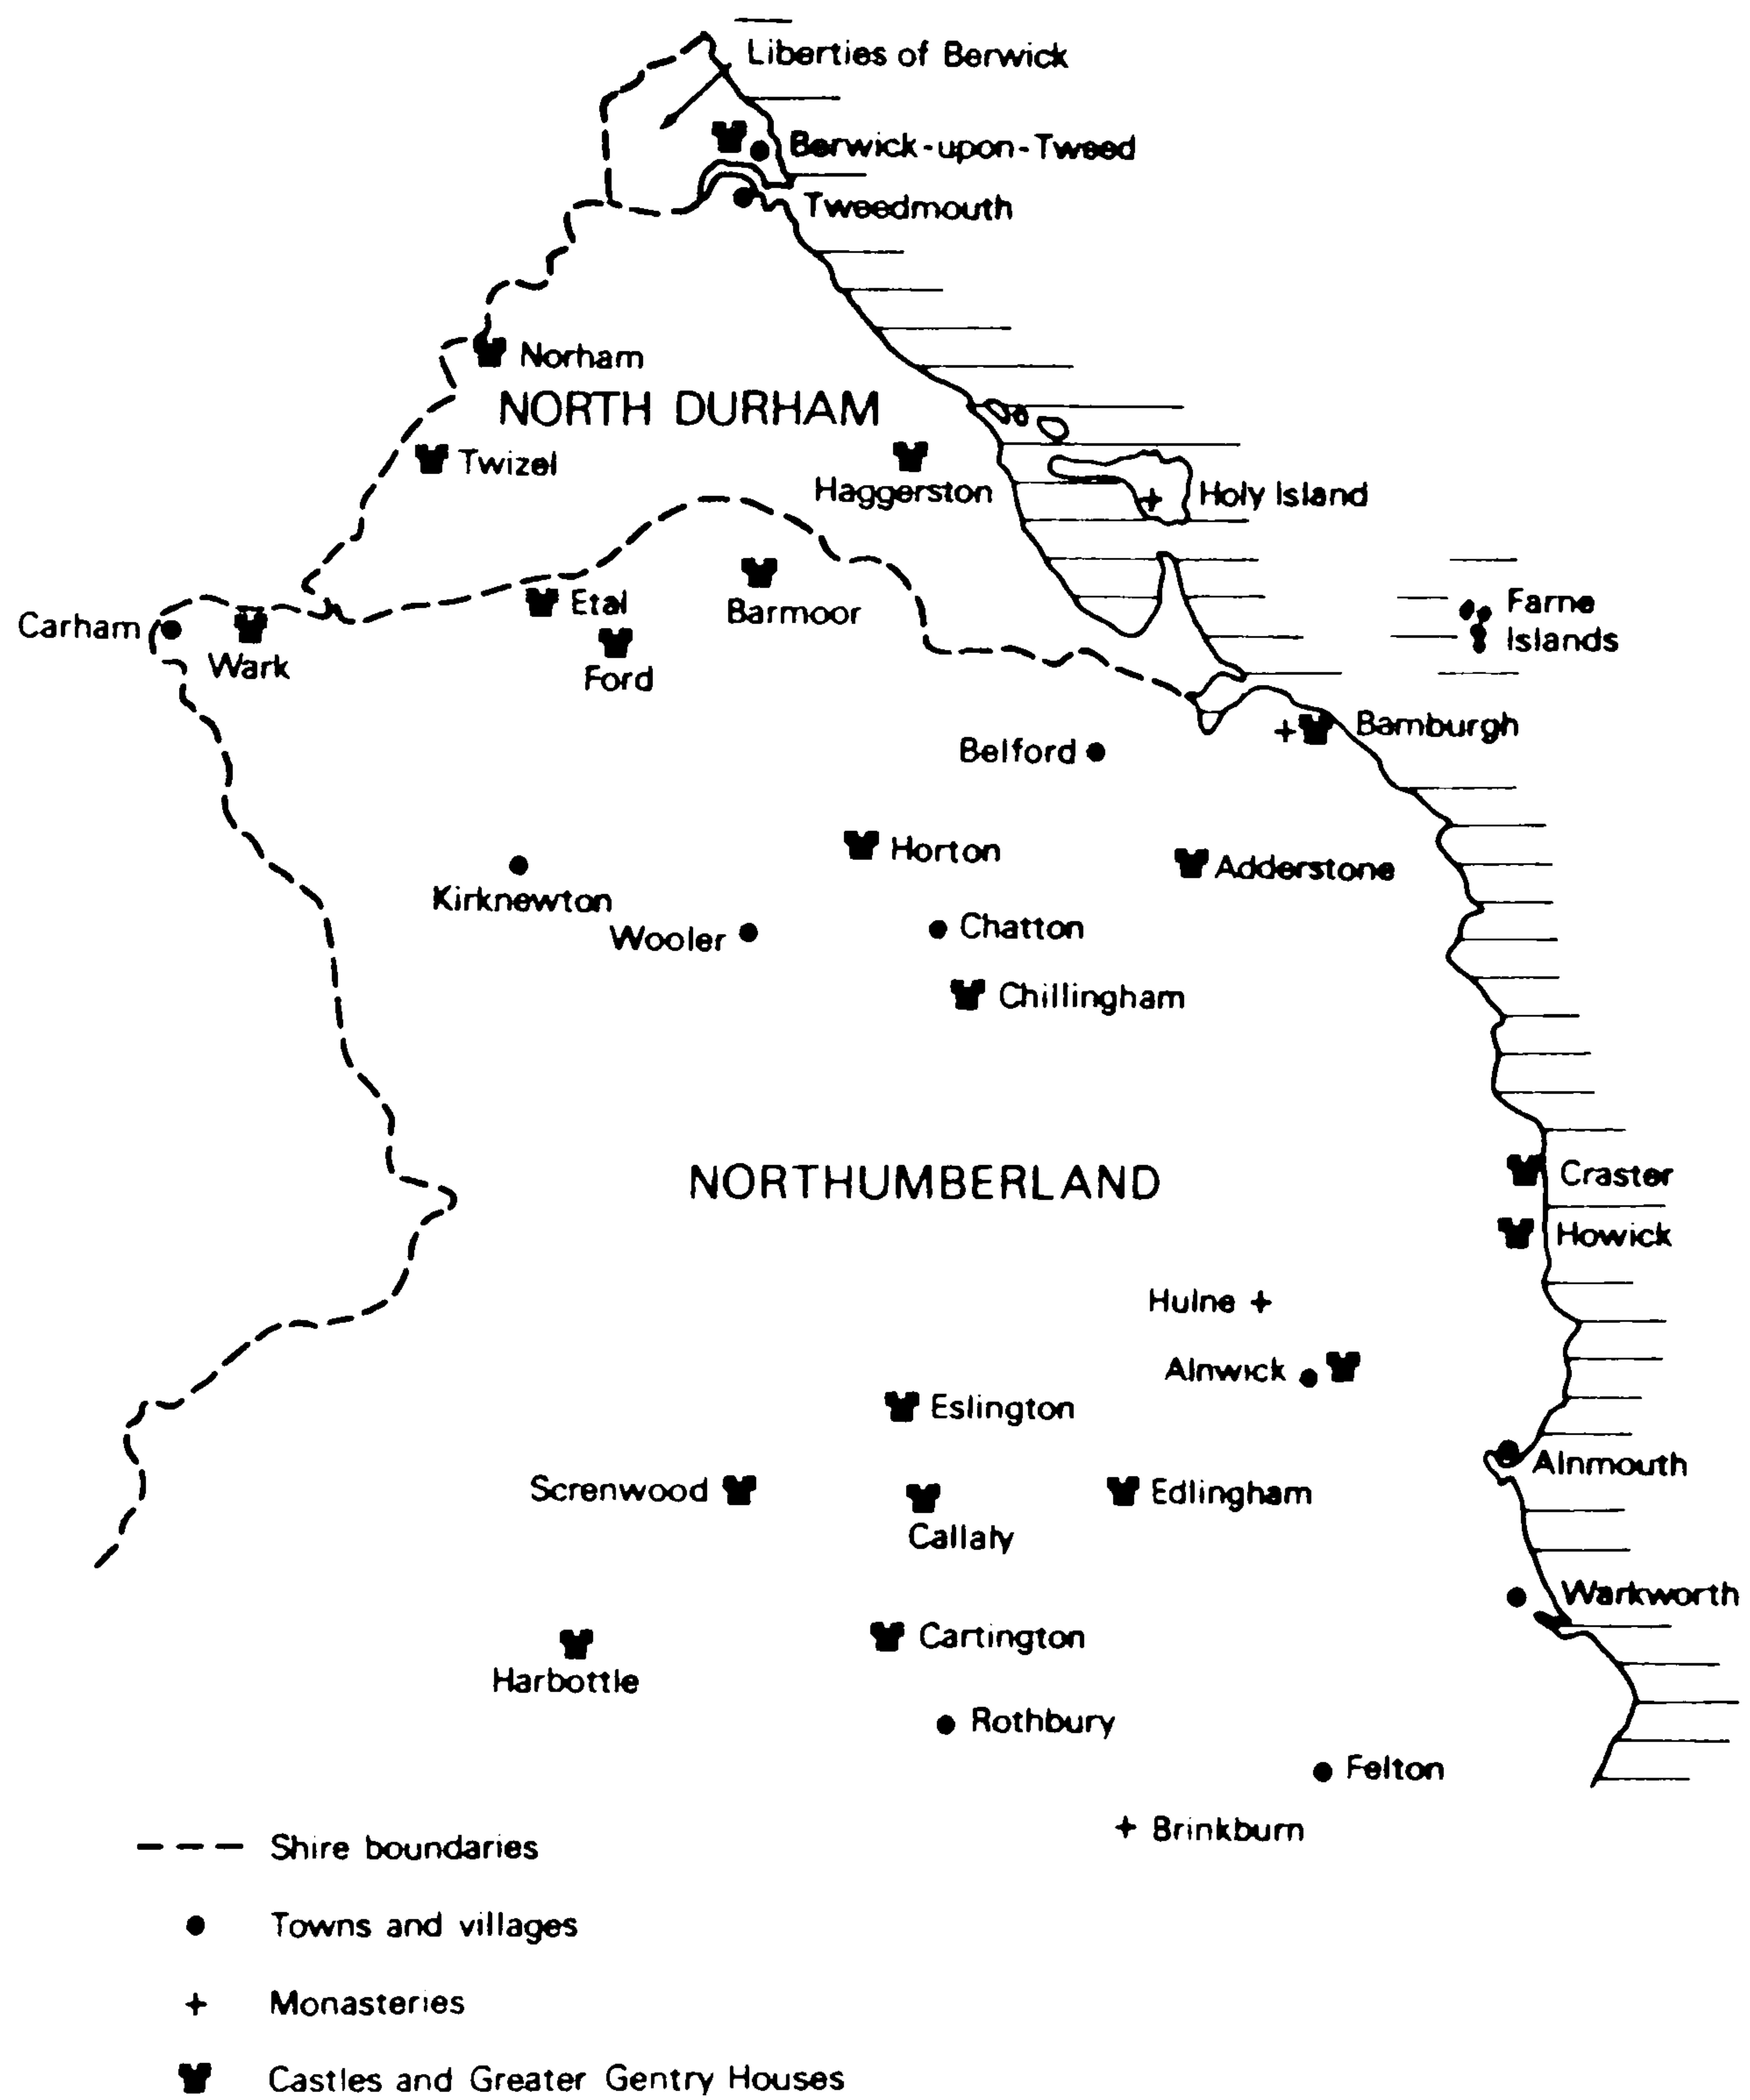 Liberties of Berwick
Berwick-upon-Tweed
Tweedmouth
Norham
NORTH DURHAM
Twizel
Haggerston
Holy Island
Etal
Barmoor
Farne
Islands
Carham
Wark
Ford
Bamburgh
Belford
Horton
Adderstone
Kirknewton
Wooler
Chatton
Chillingham
NORTHUMBERLAND
Craster
Howick
Hulne
Alnwick
Eslington
Alnmouth
Screnwood
Edlingham
Callaly
Warkworth
Cartington
Harbottle
Rothbury
Felton
Brinkburn
Shire boundaries
Towns and villages
Monasteries
Castles and Greater Gentry Houses